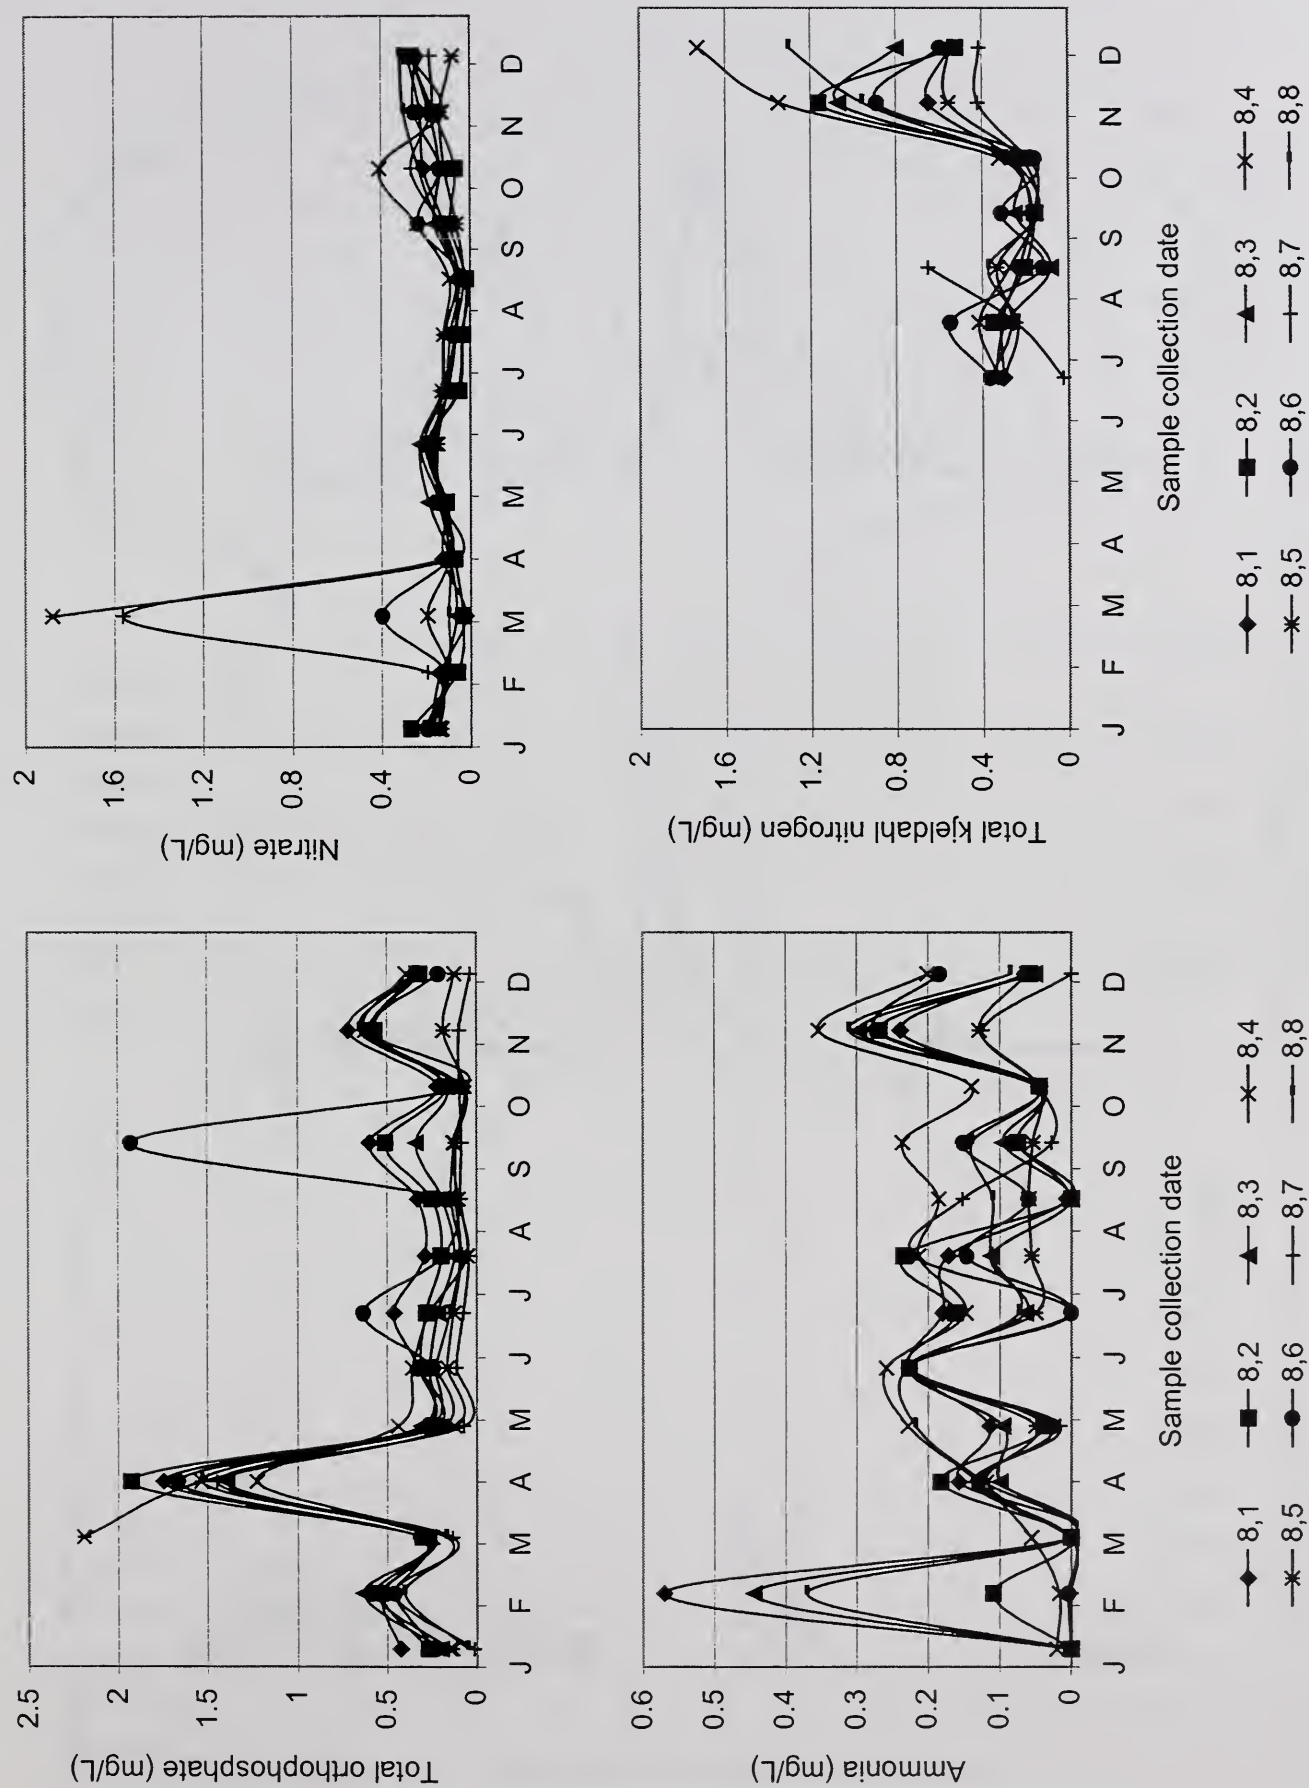 Total orthophosphate (mg/L)
2.5
2
1.5
1
0.5
0
J F M A M J J A S O N D
Nitrate (mg/L)
2
1.6
1.2
0.8
0.4
0
J F M A M J J A S O N D
Ammonia (mg/L)
0.6
0.5
0.4
0.3
0.2
0.1
0
J F M A M J J A S O N D
Sample collection date
8,1 8,2 8,3 8,4
8,5 8,6 8,7 8,8
Total kjeldahl nitrogen (mg/L)
2
1.6
1.2
0.8
0.4
0
J F M A M J J A S O N D
Sample collection date
8,1 8,2 8,3 8,4
8,5 8,6 8,7 8,8